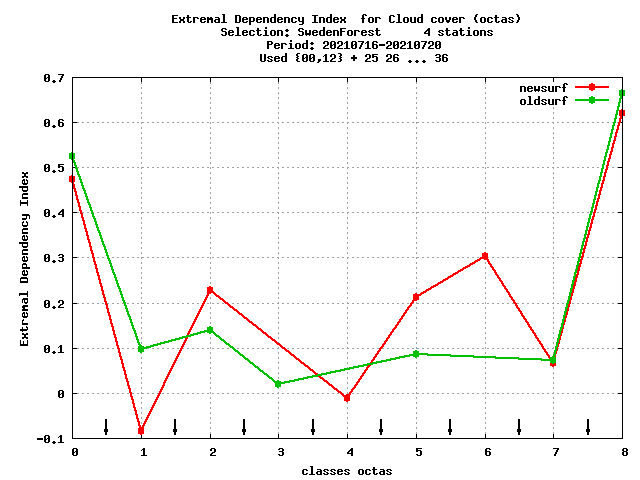 Extremal Dependency Index  for Cloud cover (octas)
Selection: SwedenForest      4 stations
Period: 20210716-20210720
Used {00,12} + 25 26 ... 36
newsurf
oldsurf
Extremal Dependency Index
0.7
0.6
0.5
0.4
0.3
0.2
0.1
0
-0.1
0 1 2 3 4 5 6 7 8
classes octas